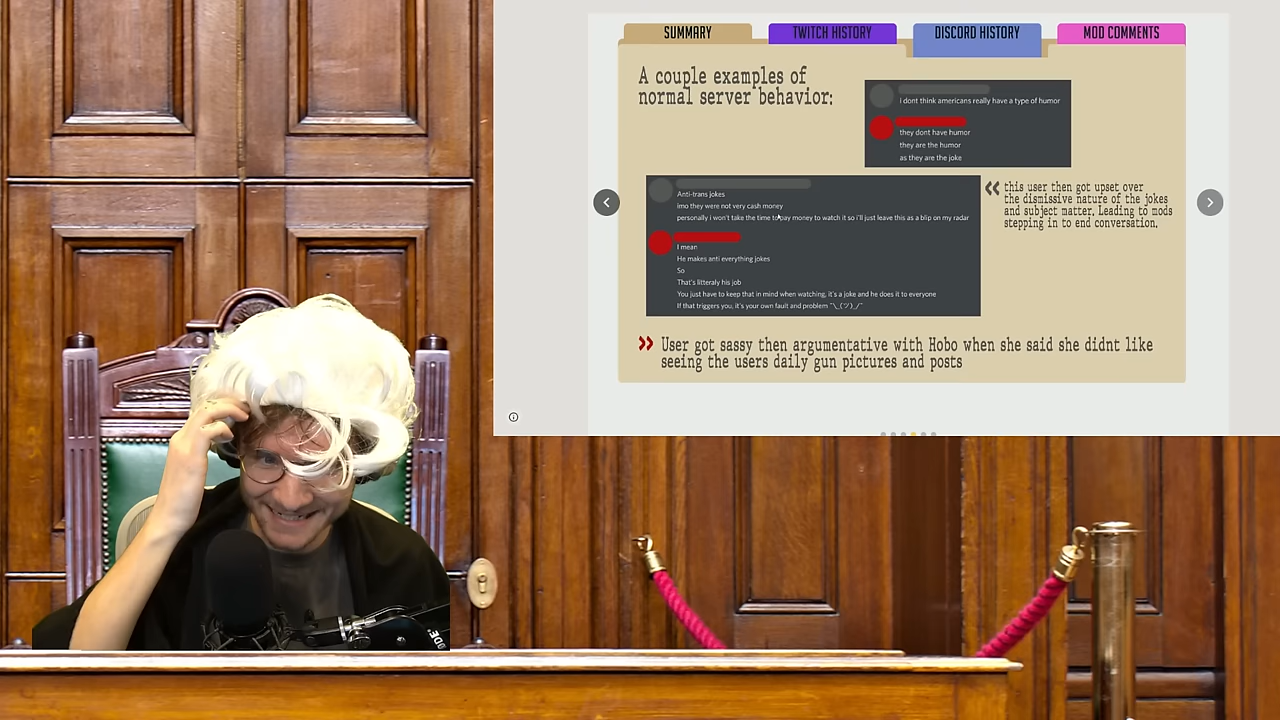 SUMMARY
TWITCH HISTORY
DISCORD HISTORY
MOD COMMENTS
A couple examples of
normal server behavior:
i dont think americans really have a type of humor
they dont have humor
they are the humor
as they are the joke
Anti-trans jokes
imo they were not very cash money
personally i won't take the time to pay money to watch it so i'll just leave this as a blip on my radar
I mean
He makes anti everything jokes
So
That's litteraly his job
You just have to keep that in mind when watching, it's a joke and he does it to everyone
If that triggers you, it's your own fault and problem ¯\_(ツ)_/¯
« this user then got upset over
the dismissive nature of the jokes
and subject matter. Leading to mods
stepping in to end conversation.
» User got sassy then argumentative with Hobo when she said she didnt like
seeing the users daily gun pictures and posts